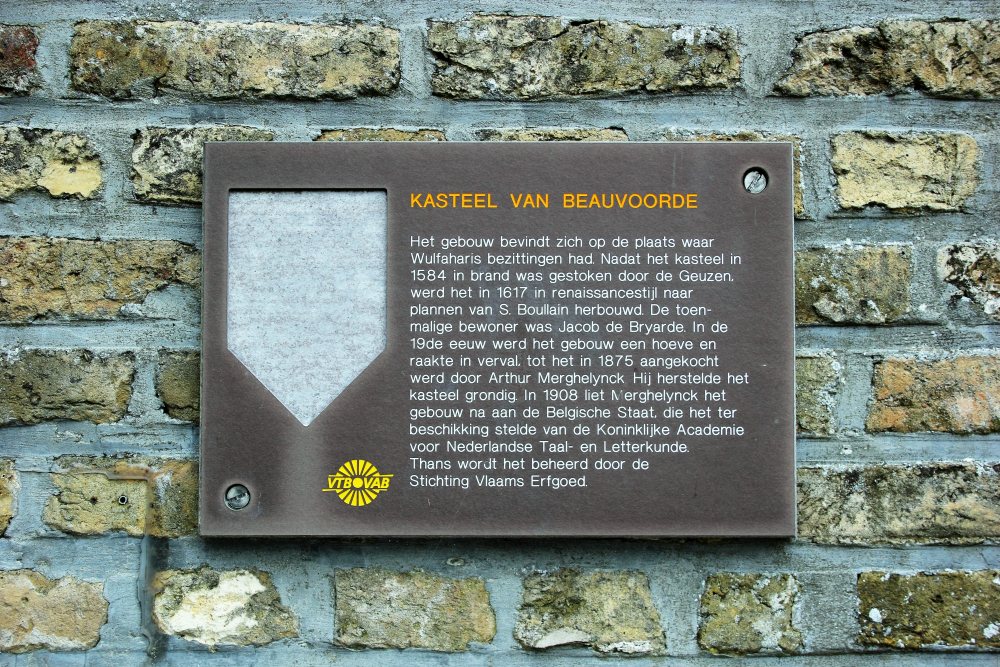 KASTEEL VAN BEAUVOORDE
Het gebouw bevindt zich op de plaats waar
Wulfaharis bezittingen had. Nadat het kasteel in
1584 in brand was gestoken door de Geuzen,
werd het in 1617 in renaissancestijl naar
plannen van S. Boullain herbouwd. De toen-
malige bewoner was Jacob de Bryarde. In de
19de eeuw werd het gebouw een hoeve en
raakte in verval, tot het in 1875 aangekocht
werd door Arthur Merghelynck. Hij herstelde het
kasteel grondig. In 1908 liet Merghelynck het
gebouw na aan de Belgische Staat, die het ter
beschikking stelde van de Koninklijke Academie
voor Nederlandse Taal- en Letterkunde.
Thans wordt het beheerd door de
Stichting Vlaams Erfgoed.
VTB VAB